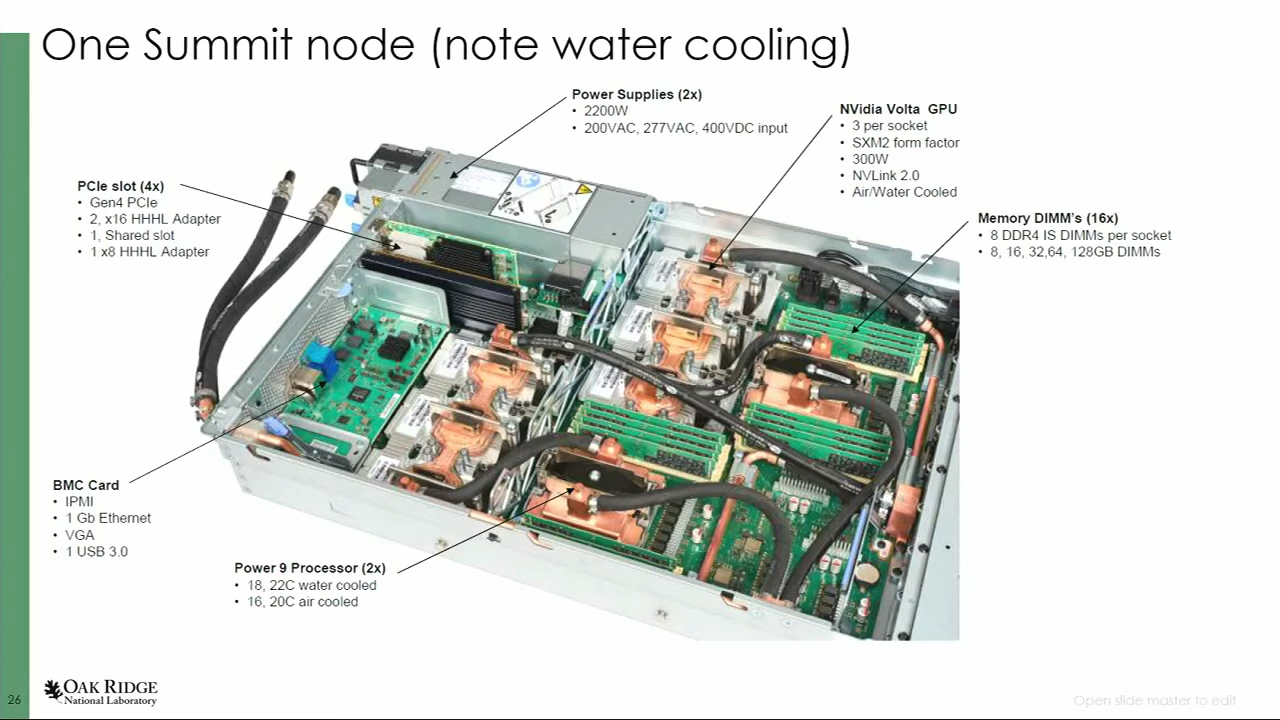 One Summit node (note water cooling)
Power Supplies (2x)
• 2200W
• 200VAC, 277VAC, 400VDC input
NVidia Volta GPU
• 3 per socket
• SXM2 form factor
• 300W
• NVLink 2.0
• Air/Water Cooled
PCIe slot (4x)
• Gen4 PCIe
• 2, x16 HHHL Adapter
• 1, Shared slot
• 1 x8 HHHL Adapter
Memory DIMM's (16x)
• 8 DDR4 IS DIMMs per socket
• 8, 16, 32,64, 128GB DIMMs
BMC Card
• IPMI
• 1 Gb Ethernet
• VGA
• 1 USB 3.0
Power 9 Processor (2x)
• 18, 22C water cooled
• 16, 20C air cooled
26
OAK RIDGE
National Laboratory
Open slide master to edit